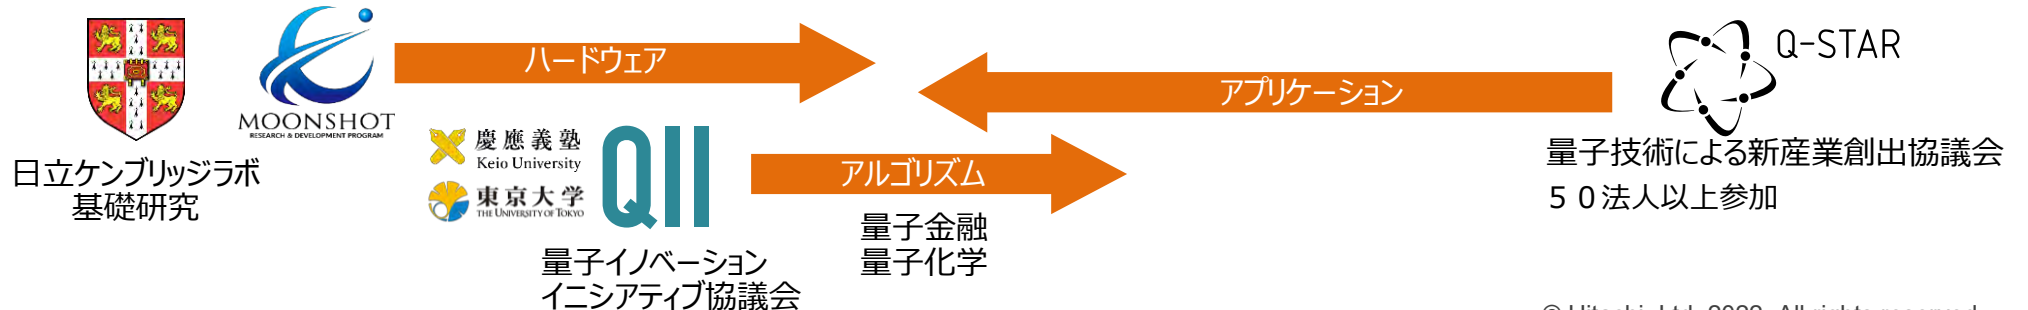 MOONSHOT
RESEARCH & DEVELOPMENT PROGRAM
日立ケンブリッジラボ
基礎研究
ハードウェア
慶應義塾
Keio University
東京大学
THE UNIVERSITY OF TOKYO
QII
量子イノベーション
イニシアティブ協議会
アルゴリズム
量子金融
量子化学
アプリケーション
Q-STAR
量子技術による新産業創出協議会
５０法人以上参加